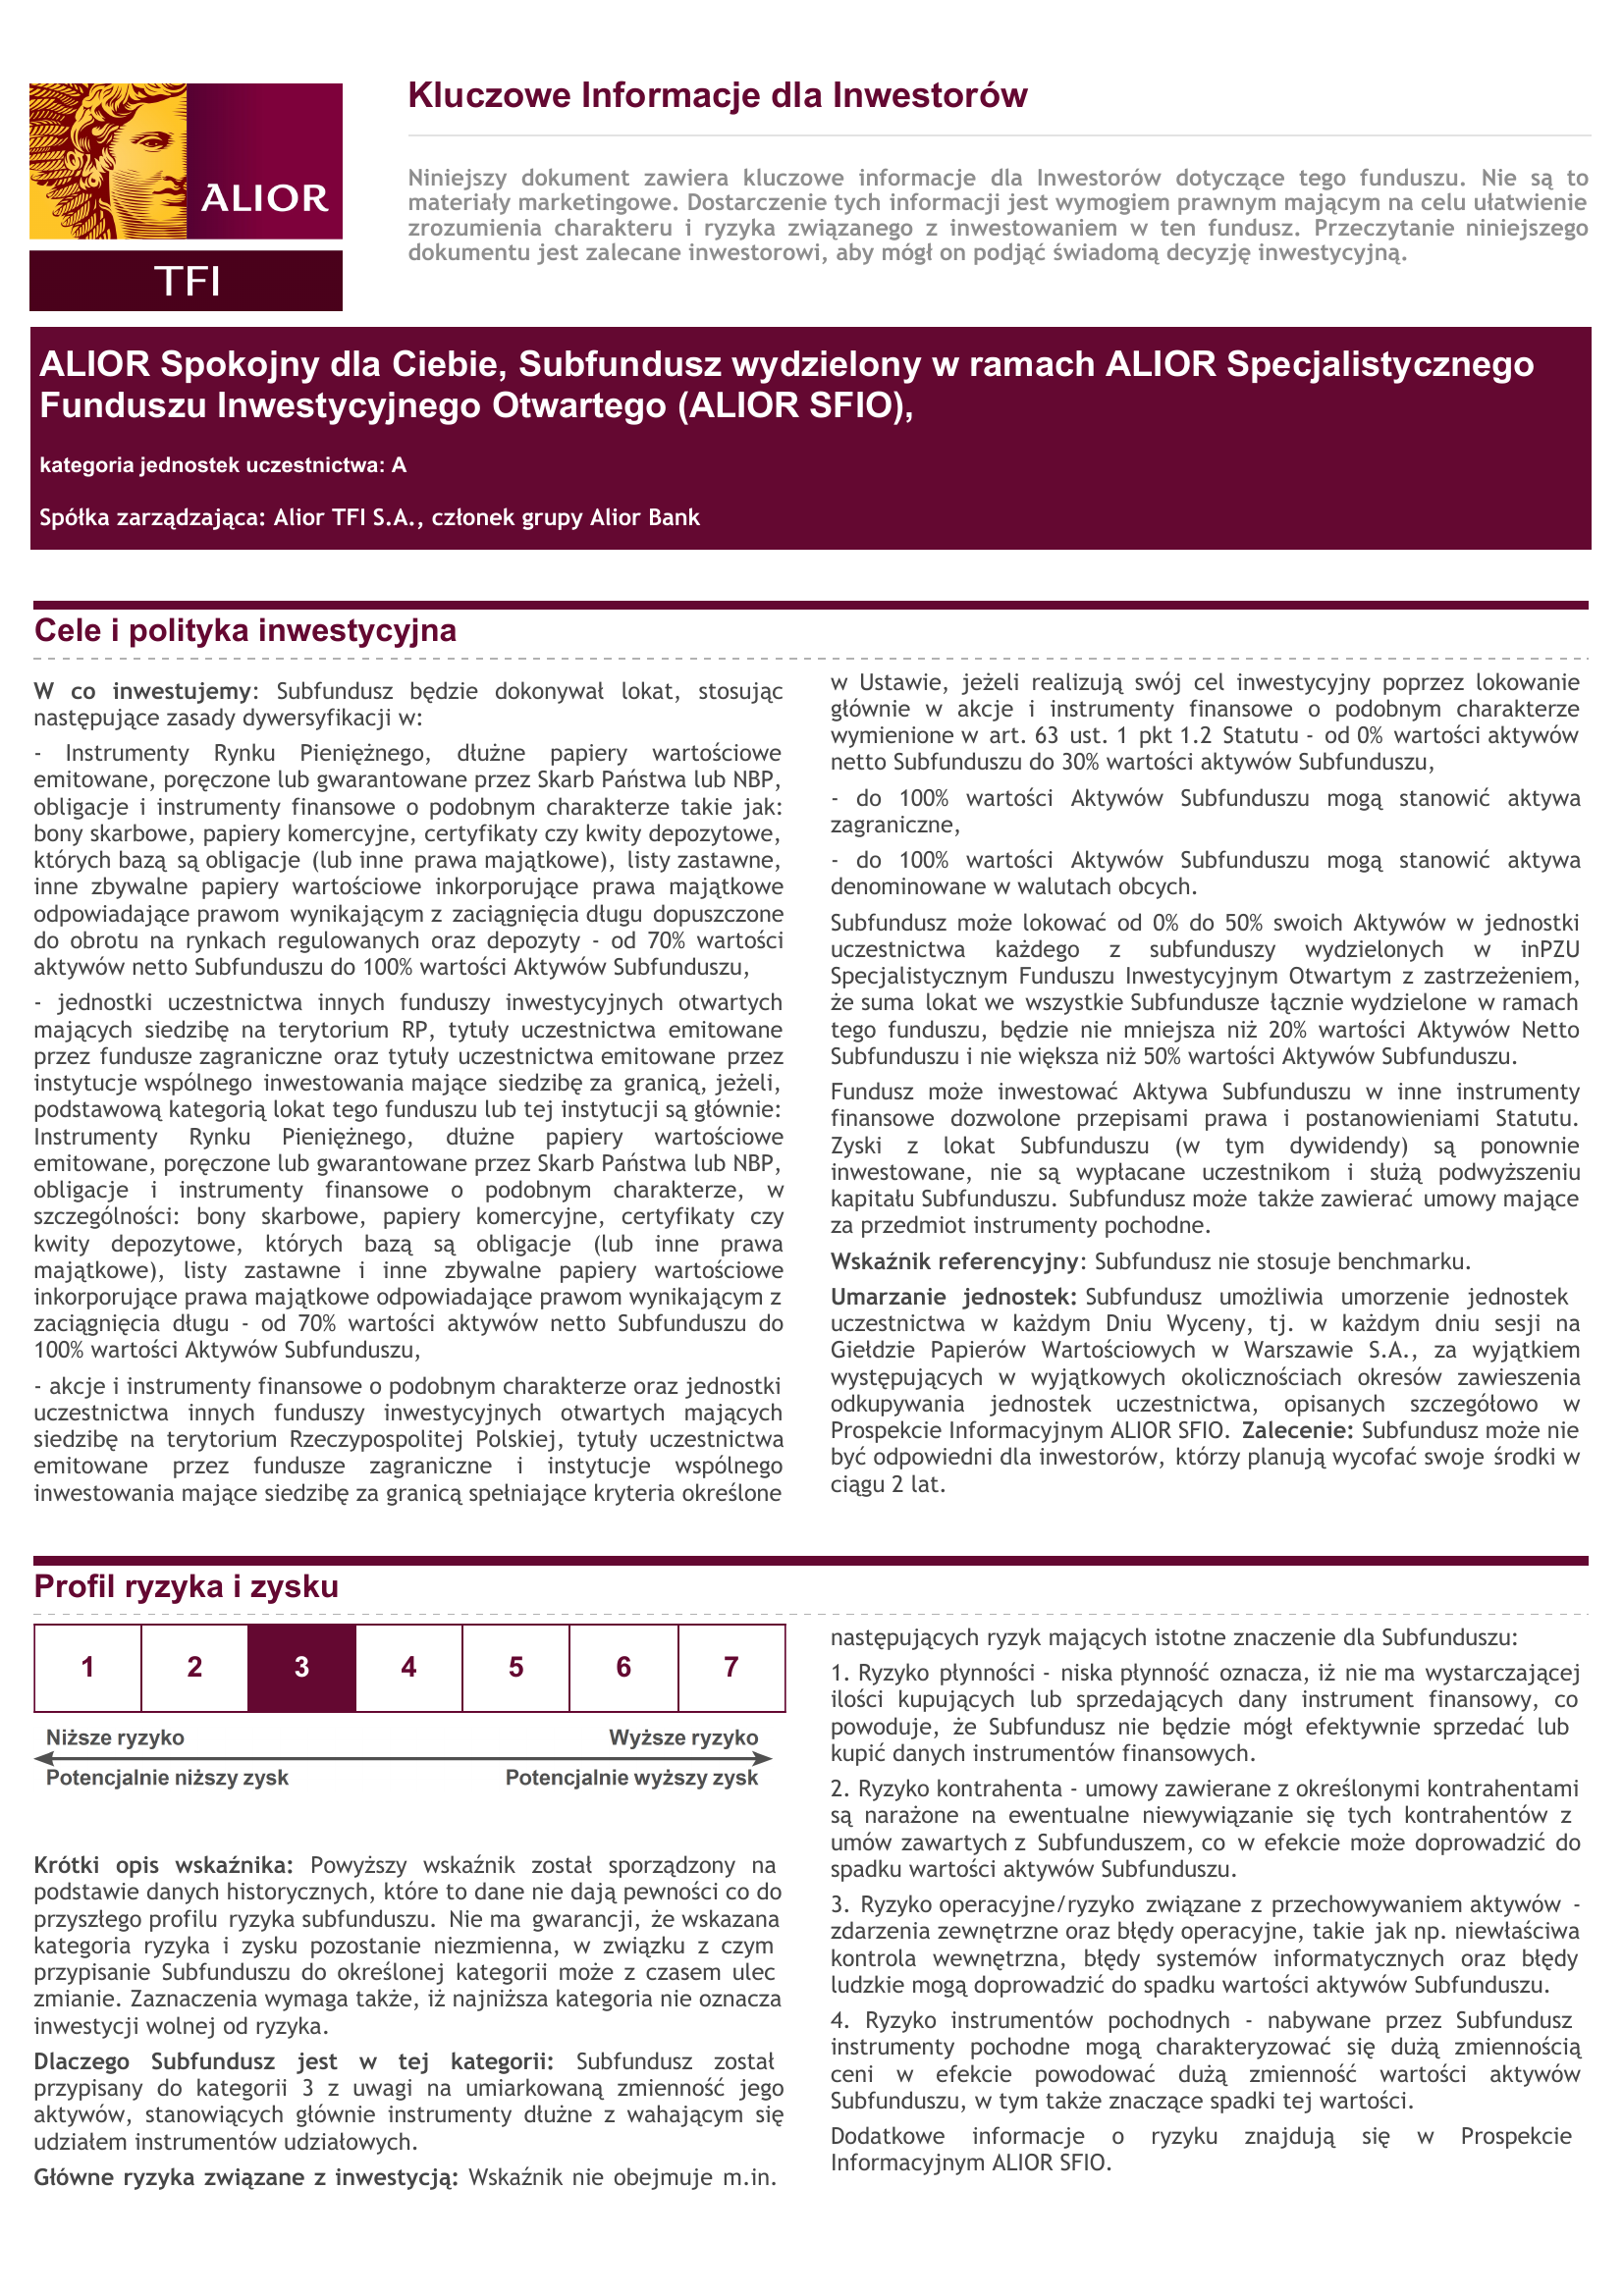 ALIOR
TFI
Kluczowe Informacje dla Inwestorów
Niniejszy dokument zawiera kluczowe informacje dla Inwestorów dotyczące tego funduszu. Nie są to
materiały marketingowe. Dostarczenie tych informacji jest wymogiem prawnym mającym na celu ułatwienie
zrozumienia charakteru i ryzyka związanego z inwestowaniem w ten fundusz. Przeczytanie niniejszego
dokumentu jest zalecane inwestorowi, aby mógł on podjąć świadomą decyzję inwestycyjną.
ALIOR Spokojny dla Ciebie, Subfundusz wydzielony w ramach ALIOR Specjalistycznego
Funduszu Inwestycyjnego Otwartego (ALIOR SFIO),
kategoria jednostek uczestnictwa: A
Spółka zarządzająca: Alior TFI S.A., członek grupy Alior Bank
Cele i polityka inwestycyjna
W co inwestujemy: Subfundusz będzie dokonywał lokat, stosując
następujące zasady dywersyfikacji w:
- Instrumenty Rynku Pieniężnego, dłużne papiery wartościowe
emitowane, poręczone lub gwarantowane przez Skarb Państwa lub NBP,
obligacje i instrumenty finansowe o podobnym charakterze takie jak:
bony skarbowe, papiery komercyjne, certyfikaty czy kwity depozytowe,
których bazą są obligacje (lub inne prawa majątkowe), listy zastawne,
inne zbywalne papiery wartościowe inkorporujące prawa majątkowe
odpowiadające prawom wynikającym z zaciągnięcia długu dopuszczone
do obrotu na rynkach regulowanych oraz depozyty - od 70% wartości
aktywów netto Subfunduszu do 100% wartości Aktywów Subfunduszu,
- jednostki uczestnictwa innych funduszy inwestycyjnych otwartych
mających siedzibę na terytorium RP, tytuły uczestnictwa emitowane
przez fundusze zagraniczne oraz tytuły uczestnictwa emitowane przez
instytucje wspólnego inwestowania mające siedzibę za granicą, jeżeli,
podstawową kategorią lokat tego funduszu lub tej instytucji są głównie:
Instrumenty Rynku Pieniężnego, dłużne papiery wartościowe
emitowane, poręczone lub gwarantowane przez Skarb Państwa lub NBP,
obligacje i instrumenty finansowe o podobnym charakterze, w
szczególności: bony skarbowe, papiery komercyjne, certyfikaty czy
kwity depozytowe, których bazą są obligacje (lub inne prawa
majątkowe), listy zastawne i inne zbywalne papiery wartościowe
inkorporujące prawa majątkowe odpowiadające prawom wynikającym z
zaciągnięcia długu - od 70% wartości aktywów netto Subfunduszu do
100% wartości Aktywów Subfunduszu,
- akcje i instrumenty finansowe o podobnym charakterze oraz jednostki
uczestnictwa innych funduszy inwestycyjnych otwartych mających
siedzibę na terytorium Rzeczypospolitej Polskiej, tytuły uczestnictwa
emitowane przez fundusze zagraniczne i instytucje wspólnego
inwestowania mające siedzibę za granicą spełniające kryteria określone
w Ustawie, jeżeli realizują swój cel inwestycyjny poprzez lokowanie
głównie w akcje i instrumenty finansowe o podobnym charakterze
wymienione w art. 63 ust. 1 pkt 1.2 Statutu - od 0% wartości aktywów
netto Subfunduszu do 30% wartości aktywów Subfunduszu,
- do 100% wartości Aktywów Subfunduszu mogą stanowić aktywa
zagraniczne,
- do 100% wartości Aktywów Subfunduszu mogą stanowić aktywa
denominowane w walutach obcych.
Subfundusz może lokować od 0% do 50% swoich Aktywów w jednostki
uczestnictwa każdego z subfunduszy wydzielonych w inPZU
Specjalistycznym Funduszu Inwestycyjnym Otwartym z zastrzeżeniem,
że suma lokat we wszystkie Subfundusze łącznie wydzielone w ramach
tego funduszu, będzie nie mniejsza niż 20% wartości Aktywów Netto
Subfunduszu i nie większa niż 50% wartości Aktywów Subfunduszu.
Fundusz może inwestować Aktywa Subfunduszu w inne instrumenty
finansowe dozwolone przepisami prawa i postanowieniami Statutu.
Zyski z lokat Subfunduszu (w tym dywidendy) są ponownie
inwestowane, nie są wypłacane uczestnikom i służą podwyższeniu
kapitału Subfunduszu. Subfundusz może także zawierać umowy mające
za przedmiot instrumenty pochodne.
Wskaźnik referencyjny: Subfundusz nie stosuje benchmarku.
Umarzanie jednostek: Subfundusz umożliwia umorzenie jednostek
uczestnictwa w każdym Dniu Wyceny, tj. w każdym dniu sesji na
Giełdzie Papierów Wartościowych w Warszawie S.A., za wyjątkiem
występujących w wyjątkowych okolicznościach okresów zawieszenia
odkupywania jednostek uczestnictwa, opisanych szczegółowo w
Prospekcie Informacyjnym ALIOR SFIO. Zalecenie: Subfundusz może nie
być odpowiedni dla inwestorów, którzy planują wycofać swoje środki w
ciągu 2 lat.
Profil ryzyka i zysku
1 2 3 4 5 6 7
Niższe ryzyko Wyższe ryzyko
Potencjalnie niższy zysk Potencjalnie wyższy zysk
Krótki opis wskaźnika: Powyższy wskaźnik został sporządzony na
podstawie danych historycznych, które to dane nie dają pewności co do
przyszłego profilu ryzyka subfunduszu. Nie ma gwarancji, że wskazana
kategoria ryzyka i zysku pozostanie niezmienna, w związku z czym
przypisanie Subfunduszu do określonej kategorii może z czasem ulec
zmianie. Zaznaczenia wymaga także, iż najniższa kategoria nie oznacza
inwestycji wolnej od ryzyka.
Dlaczego Subfundusz jest w tej kategorii: Subfundusz został
przypisany do kategorii 3 z uwagi na umiarkowaną zmienność jego
aktywów, stanowiących głównie instrumenty dłużne z wahającym się
udziałem instrumentów udziałowych.
Główne ryzyka związane z inwestycją: Wskaźnik nie obejmuje m.in.
następujących ryzyk mających istotne znaczenie dla Subfunduszu:
1. Ryzyko płynności - niska płynność oznacza, iż nie ma wystarczającej
ilości kupujących lub sprzedających dany instrument finansowy, co
powoduje, że Subfundusz nie będzie mógł efektywnie sprzedać lub
kupić danych instrumentów finansowych.
2. Ryzyko kontrahenta - umowy zawierane z określonymi kontrahentami
są narażone na ewentualne niewywiązanie się tych kontrahentów z
umów zawartych z Subfunduszem, co w efekcie może doprowadzić do
spadku wartości aktywów Subfunduszu.
3. Ryzyko operacyjne/ryzyko związane z przechowywaniem aktywów -
zdarzenia zewnętrzne oraz błędy operacyjne, takie jak np. niewłaściwa
kontrola wewnętrzna, błędy systemów informatycznych oraz błędy
ludzkie mogą doprowadzić do spadku wartości aktywów Subfunduszu.
4. Ryzyko instrumentów pochodnych - nabywane przez Subfundusz
instrumenty pochodne mogą charakteryzować się dużą zmiennością
ceni w efekcie powodować dużą zmienność wartości aktywów
Subfunduszu, w tym także znaczące spadki tej wartości.
Dodatkowe informacje o ryzyku znajdują się w Prospekcie
Informacyjnym ALIOR SFIO.